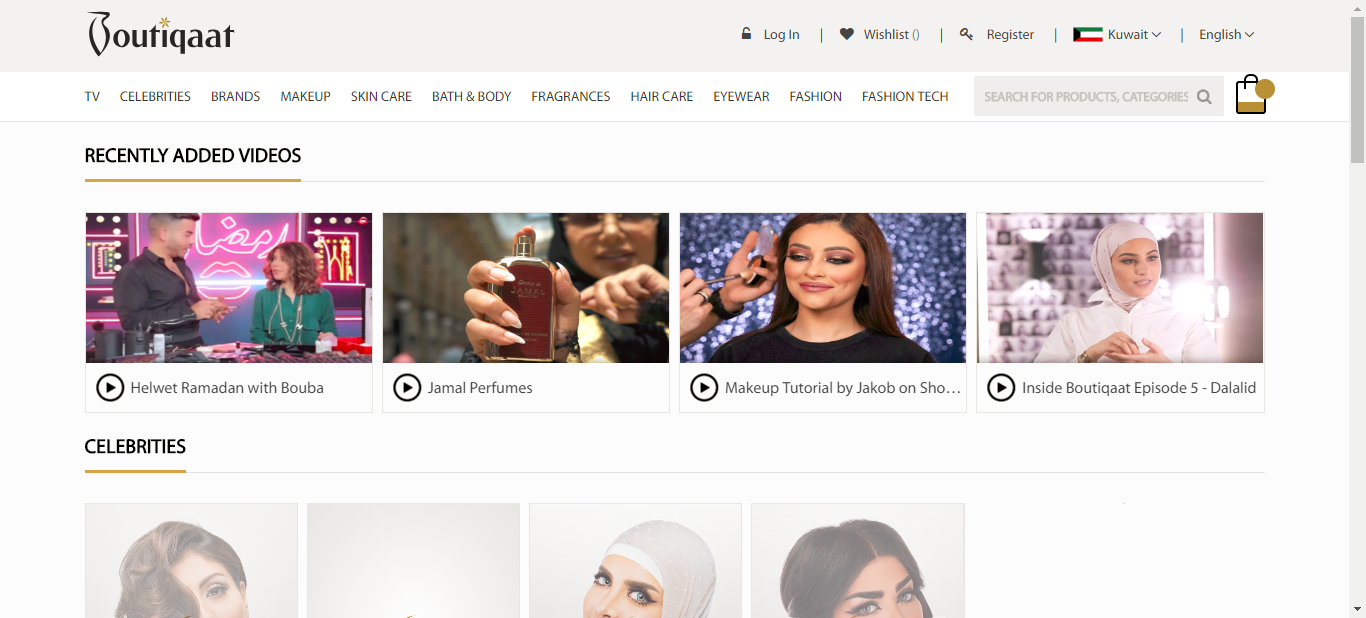 Boutiqaat
Log In | Wishlist () | Register | Kuwait | English
TV CELEBRITIES BRANDS MAKEUP SKIN CARE BATH & BODY FRAGRANCES HAIR CARE EYEWEAR FASHION FASHION TECH SEARCH FOR PRODUCTS, CATEGORIES
RECENTLY ADDED VIDEOS
رمضان
JAMAL
Helwet Ramadan with Bouba
Jamal Perfumes
Makeup Tutorial by Jakob on Sho...
Inside Boutiqaat Episode 5 - Dalalid
CELEBRITIES